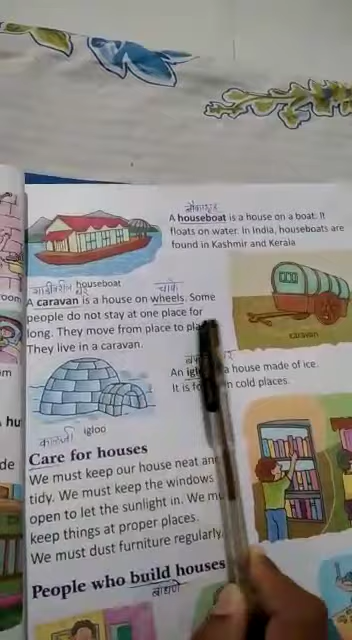 A houseboat is a house on a boat. It
floats on water. In India, houseboats are
found in Kashmir and Kerala
houseboat
A caravan is a house on wheels. Some
people do not stay at one place for
long. They move from place to
They live in a caravan.
caravan
An a house made of ice.
It is in cold places.
igloo
काळजी
Care for houses
We must keep our house neat and
tidy. We must keep the windows
open to let the sunlight in. We
keep things at proper places.
We must dust furniture regularly.
People who build houses
बांधणे